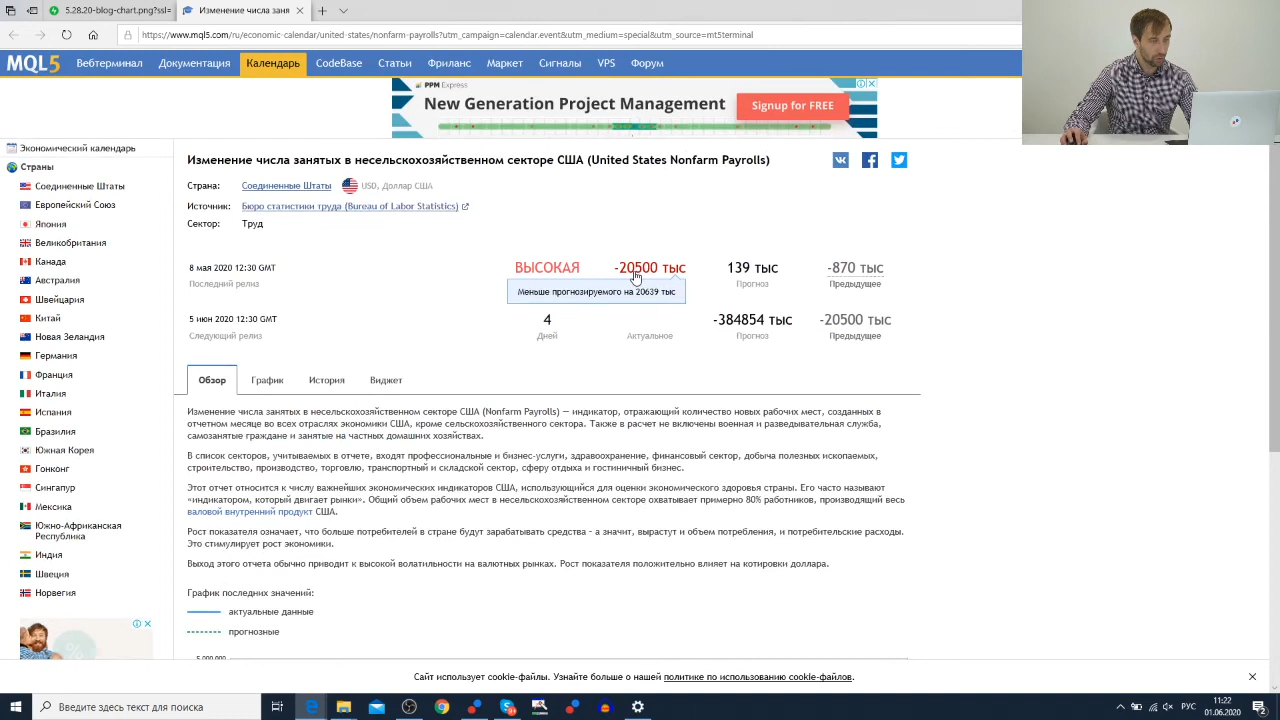 5.28.20-blog-chart.png?ssl=
Изменение числа занятых
https://www.mql5.com/ru/economic-calendar/united-states/nonfarm-payrolls?utm_campaign=calendar.event&utm_medium=special&utm_source=mt5terminal
MQL5 Вебтерминал Документация Календарь CodeBase Статьи Фриланс Маркет Сигналы VPS Форум
PPM Express
New Generation Project Management
Signup for FREE
Экономический календарь
Страны
Соединенные Штаты
Европейский Союз
Япония
Великобритания
Канада
Австралия
Швейцария
Китай
Новая Зеландия
Германия
Франция
Италия
Испания
Бразилия
Южная Корея
Гонконг
Сингапур
Мексика
Южно-Африканская
Республика
Индия
Швеция
Норвегия
Изменение числа занятых в несельскохозяйственном секторе США (United States Nonfarm Payrolls)
Страна: Соединенные Штаты USD, Доллар США
Источник: Бюро статистики труда (Bureau of Labor Statistics)
Сектор: Труд
8 мая 2020 12:30 GMT ВЫСОКАЯ -20500 тыс 139 тыс -870 тыс
Последний релиз Прогноз Предыдущее
Меньше прогнозируемого на 20639 тыс
5 июн 2020 12:30 GMT 4 -384854 тыс -20500 тыс
Следующий релиз Дней Актуальное Прогноз Предыдущее
Обзор График История Виджет
Изменение числа занятых в несельскохозяйственном секторе США (Nonfarm Payrolls) — индикатор, отражающий количество новых рабочих мест, созданных в
отчетном месяце во всех отраслях экономики США, кроме сельскохозяйственного сектора. Также в расчет не включены военная и разведывательная служба,
самозанятые граждане и занятые на частных домашних хозяйствах.
В список секторов, учитываемых в отчете, входят профессиональные и бизнес-услуги, здравоохранение, финансовый сектор, добыча полезных ископаемых,
строительство, производство, торговлю, транспортный и складской сектор, сферу отдыха и гостиничный бизнес.
Этот отчет относится к числу важнейших экономических индикаторов США, использующийся для оценки экономического здоровья страны. Его часто называют
«индикатором, который двигает рынки». Общий объем рабочих мест в несельскохозяйственном секторе охватывает примерно 80% работников, производящий весь
валовой внутренний продукт США.
Рост показателя означает, что больше потребителей в стране будут зарабатывать средства - а значит, вырастут и объем потребления, и потребительские расходы.
Это стимулирует рост экономики.
Выход этого отчета обычно приводит к высокой волатильности на валютных рынках. Рост показателя положительно влияет на котировки доллара.
График последних значений:
актуальные данные
прогнозные
5 000 000
Сайт использует cookie-файлы. Узнайте больше о нашей политике по использованию cookie-файлов.
Введите здесь текст для поиска
РУС
11:22
01.06.2020
2